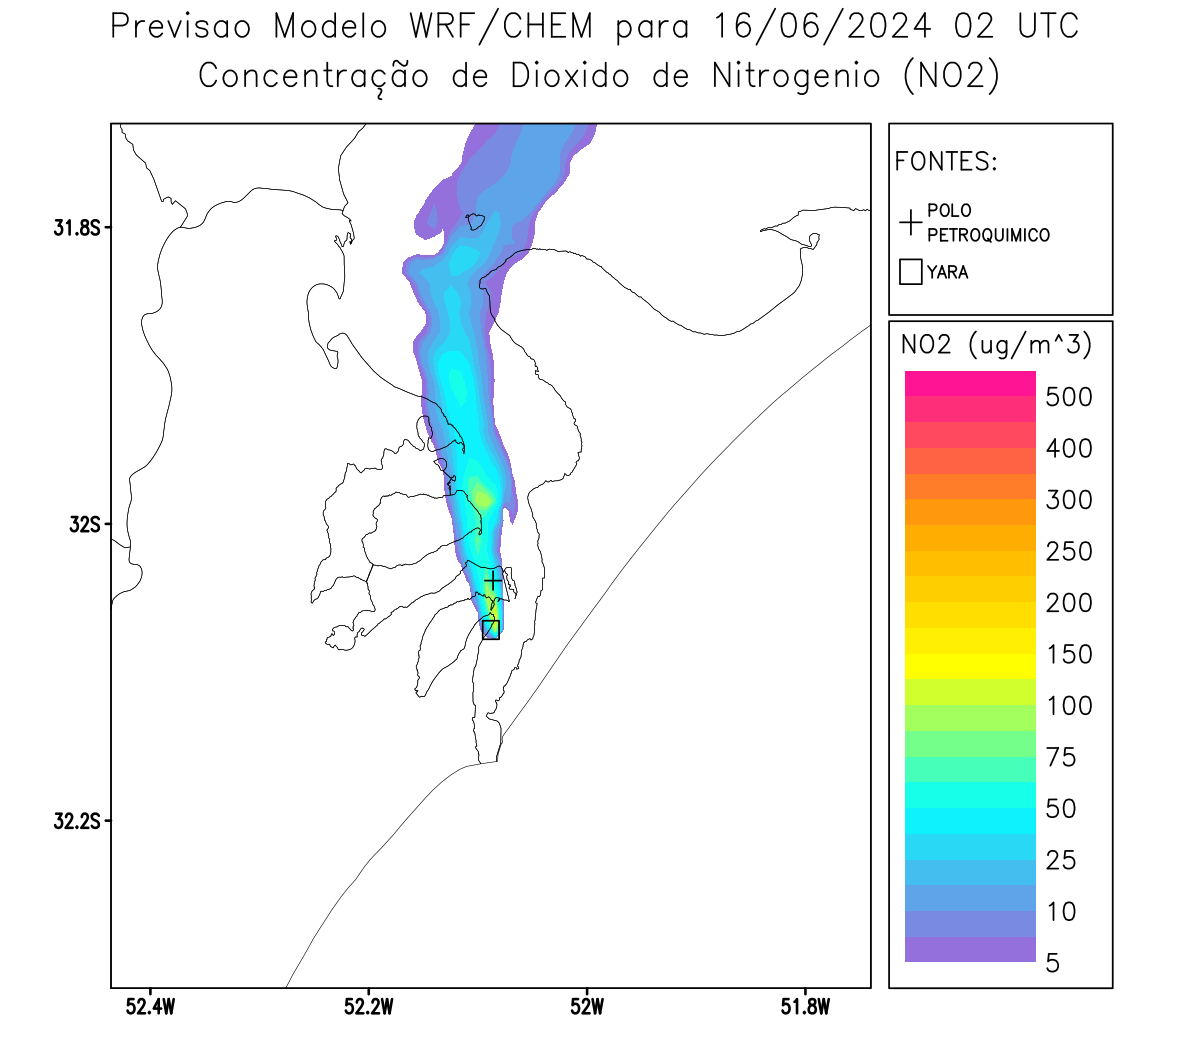 Previsao Modelo WRF/CHEM para 16/06/2024 02 UTC
Concentração de Dioxido de Nitrogenio (NO2)
FONTES:
POLO
PETROQUIMICO
YARA
NO2 (ug/m^3)
500
400
300
250
200
150
100
75
50
25
10
5
31.8S
32S
32.2S
52.4W
52.2W
52W
51.8W